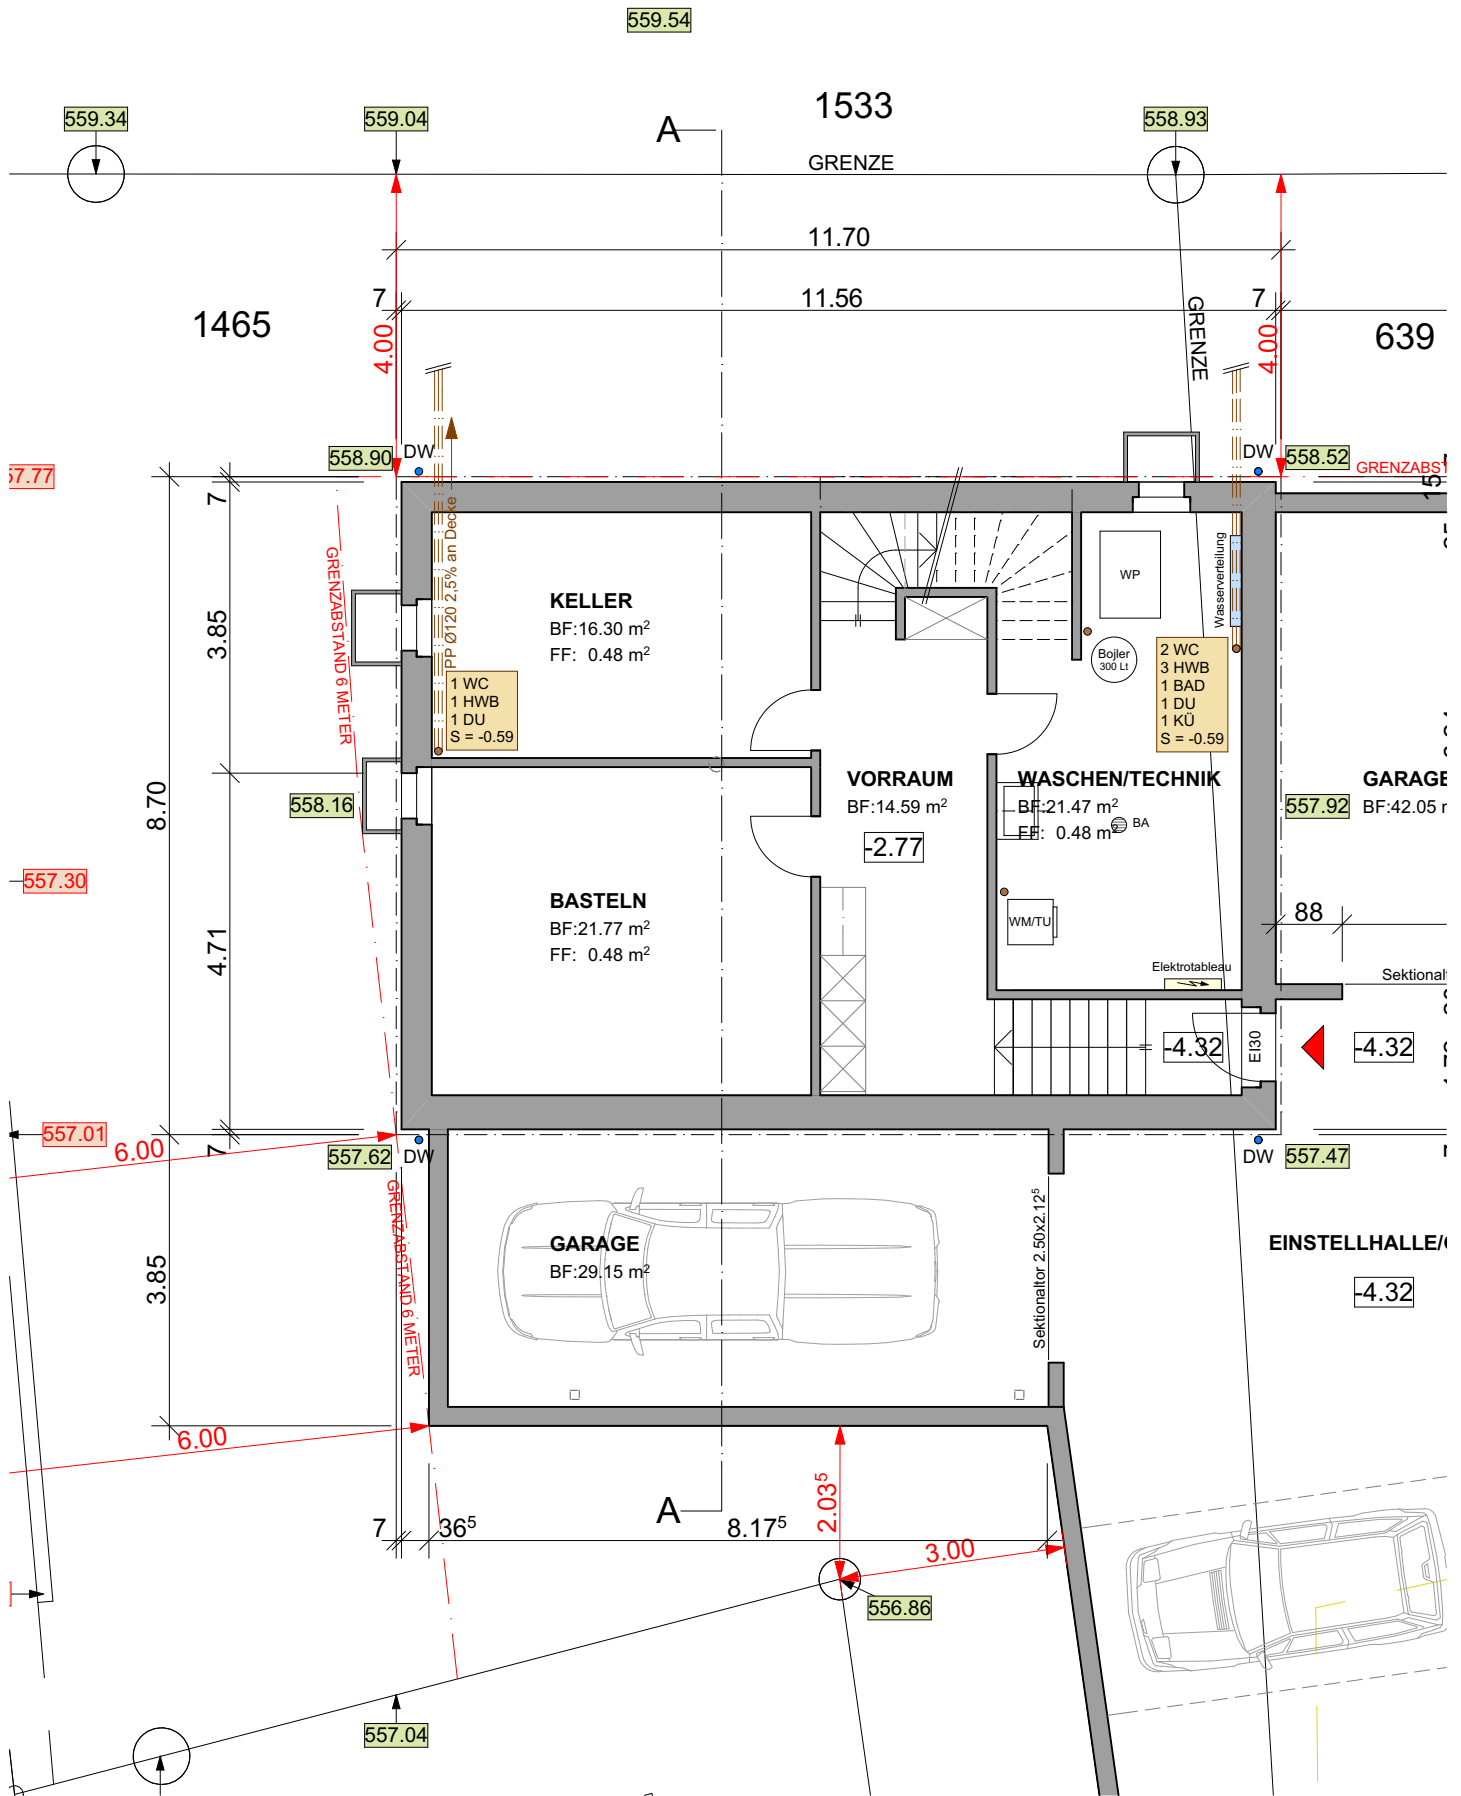 559.54
1533
559.34
559.04
A
558.93
GRENZE
11.70
7
11.56
7
1465
4.00
GRENZE
4.00
639
558.90
DW
DW
558.52
GRENZABST
57.77
7
PP Ø120 2,5% an Decke
GRENZABSTAND 6 METER
3.85
KELLER
BF:16.30 m²
FF: 0.48 m²
WP
Wasserverteilung
Bojler
300 Lt
1 WC
1 HWB
1 DU
S = -0.59
2 WC
3 HWB
1 BAD
1 DU
1 KÜ
S = -0.59
8.70
558.16
VORRAUM
BF:14.59 m²
-2.77
WASCHEN/TECHNIK
BF:21.47 m²
FF: 0.48 m²
BA
557.92
GARAGE
BF:42.05
557.30
4.71
BASTELN
BF:21.77 m²
FF: 0.48 m²
WM/TU
88
Elektrotableau
Sektionalt
-4.32
EI30
-4.32
557.01
6.00
7
557.62
DW
DW
557.47
GRENZABSTAND 6 METER
3.85
GARAGE
BF:29.15 m²
Sektionaltor 2.50x2.12⁵
EINSTELLHALLE/
-4.32
6.00
A
7
36⁵
8.17⁵
2.03⁵
3.00
556.86
557.04